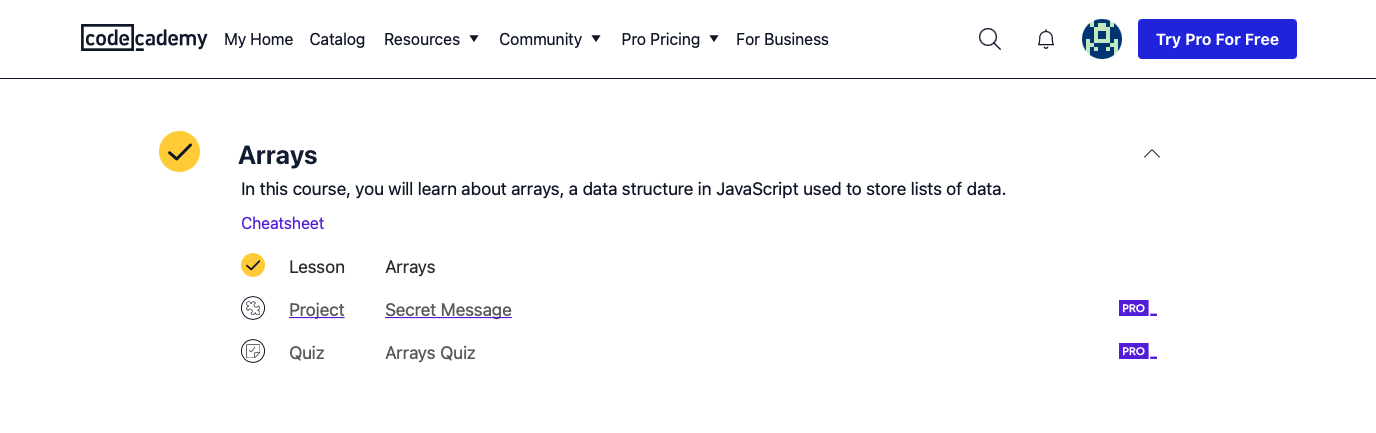 codecademy My Home Catalog Resources Community Pro Pricing For Business Try Pro For Free
Arrays
In this course, you will learn about arrays, a data structure in JavaScript used to store lists of data.
Cheatsheet
Lesson Arrays
Project Secret Message PRO
Quiz Arrays Quiz PRO